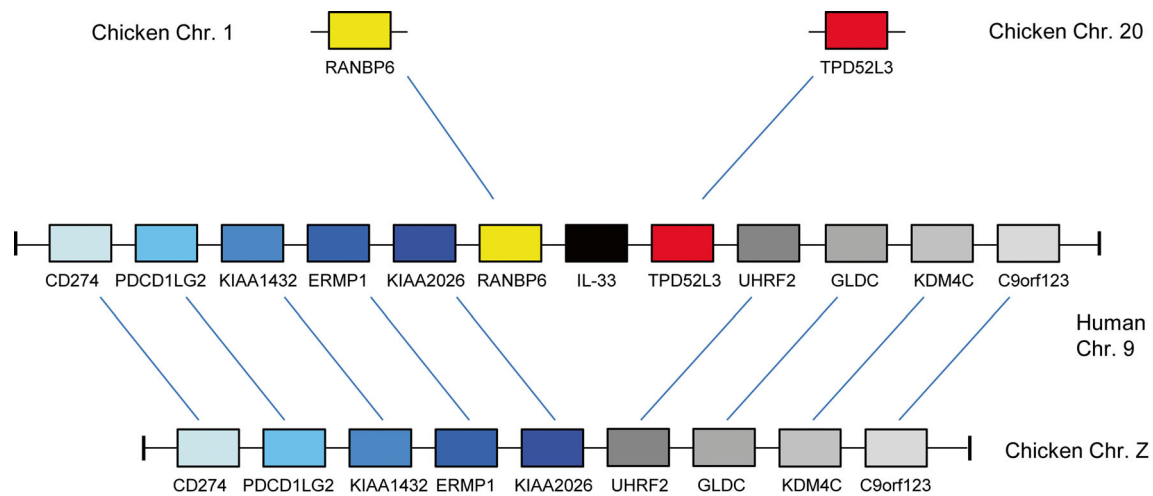 Chicken Chr. 1
Chicken Chr. 20
RANBP6
TPD52L3
CD274 PDCD1LG2 KIAA1432 ERMP1 KIAA2026 RANBP6 IL-33 TPD52L3 UHRF2 GLDC KDM4C C9orf123
Human
Chr. 9
Chicken Chr. Z
CD274 PDCD1LG2 KIAA1432 ERMP1 KIAA2026 UHRF2 GLDC KDM4C C9orf123